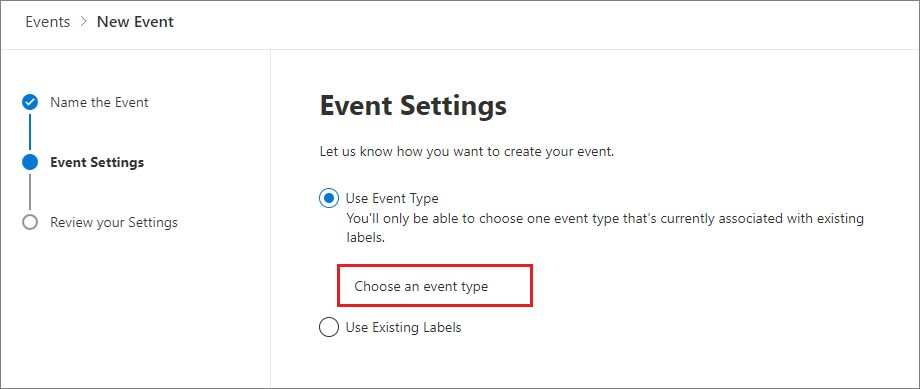 Events > New Event
Name the Event
Event Settings
Review your Settings
Event Settings
Let us know how you want to create your event.
Use Event Type
You'll only be able to choose one event type that's currently associated with existing
labels.
Choose an event type
Use Existing Labels